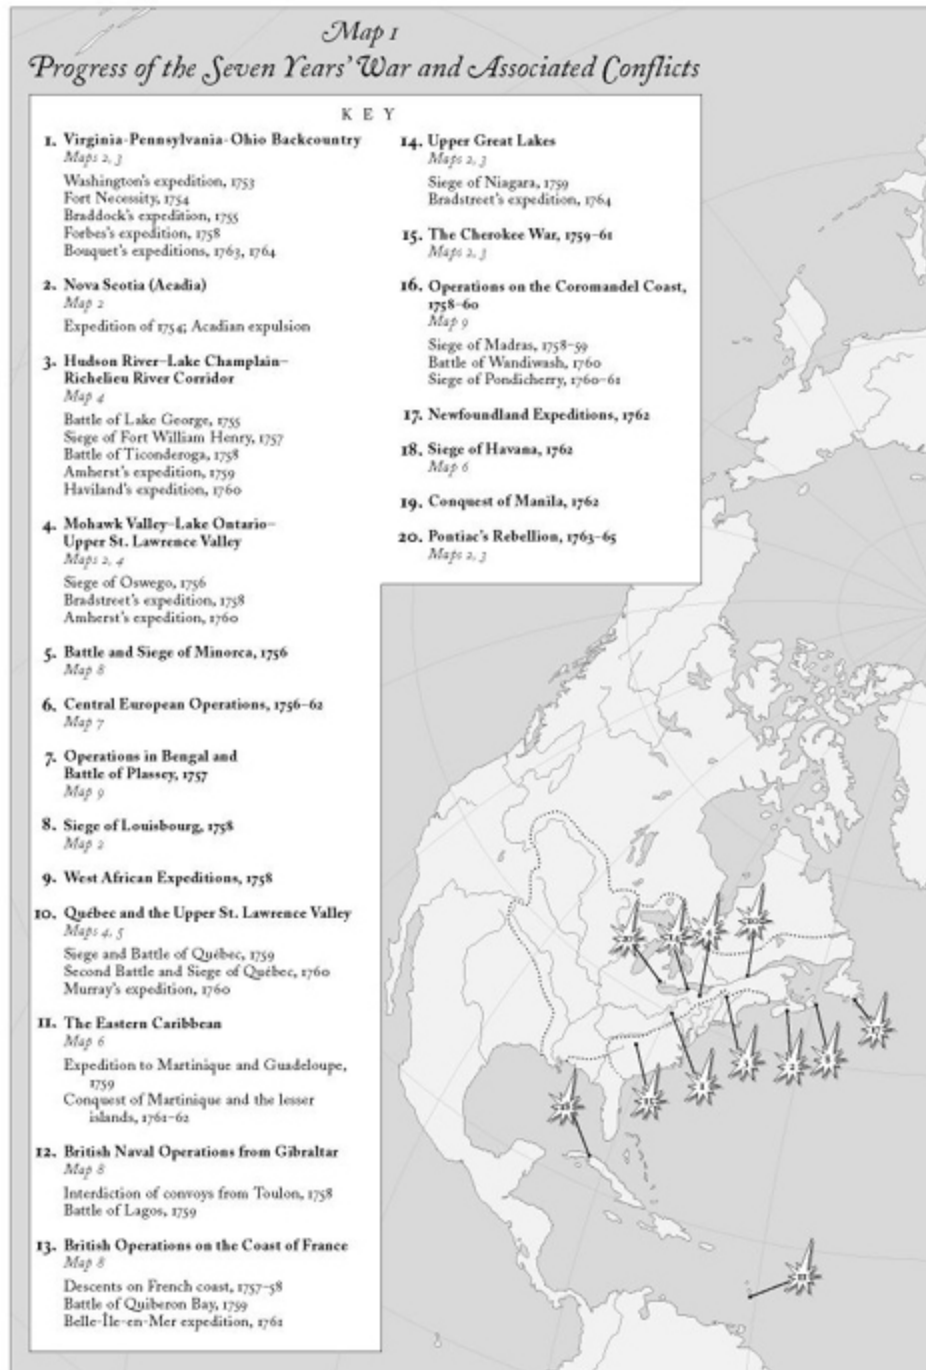 Map 1
Progress of the Seven Years' War and Associated Conflicts
KEY
1. Virginia-Pennsylvania-Ohio Backcountry
Maps 2, 3
Washington's expedition, 1753
Fort Necessity, 1754
Braddock's expedition, 1755
Forbes's expedition, 1758
Bouquet's expeditions, 1763, 1764
2. Nova Scotia (Acadia)
Map 2
Expedition of 1754; Acadian expulsion
3. Hudson River–Lake Champlain–
Richelieu River Corridor
Map 4
Battle of Lake George, 1755
Siege of Fort William Henry, 1757
Battle of Ticonderoga, 1758
Amherst's expedition, 1759
Haviland's expedition, 1760
4. Mohawk Valley–Lake Ontario–
Upper St. Lawrence Valley
Maps 2, 4
Siege of Oswego, 1756
Bradstreet's expedition, 1758
Amherst's expedition, 1760
5. Battle and Siege of Minorca, 1756
Map 8
6. Central European Operations, 1756–62
Map 7
7. Operations in Bengal and
Battle of Plassey, 1757
Map 9
8. Siege of Louisbourg, 1758
Map 2
9. West African Expeditions, 1758
10. Québec and the Upper St. Lawrence Valley
Maps 4, 5
Siege and Battle of Québec, 1759
Second Battle and Siege of Québec, 1760
Murray's expedition, 1760
11. The Eastern Caribbean
Map 6
Expedition to Martinique and Guadeloupe,
1759
Conquest of Martinique and the lesser
islands, 1761–62
12. British Naval Operations from Gibraltar
Map 8
Interdiction of convoys from Toulon, 1758
Battle of Lagos, 1759
13. British Operations on the Coast of France
Map 8
Descents on French coast, 1757–58
Battle of Quiberon Bay, 1759
Belle-Île-en-Mer expedition, 1761
14. Upper Great Lakes
Maps 2, 3
Siege of Niagara, 1759
Bradstreet's expedition, 1764
15. The Cherokee War, 1759–61
Maps 2, 3
16. Operations on the Coromandel Coast,
1758–60
Map 9
Siege of Madras, 1758–59
Battle of Wandiwash, 1760
Siege of Pondicherry, 1760–61
17. Newfoundland Expeditions, 1762
18. Siege of Havana, 1762
Map 6
19. Conquest of Manila, 1762
20. Pontiac's Rebellion, 1763–65
Maps 2, 3
20
14
4
10
17
3
2
8
1
15
18
11